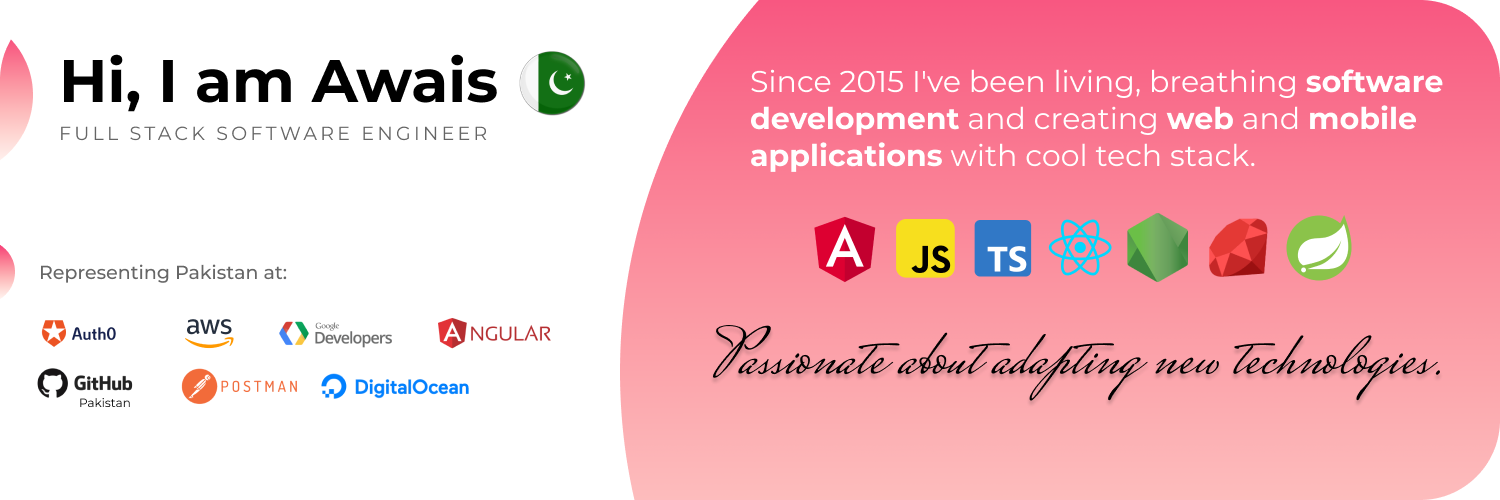 Hi, I am Awais
FULL STACK SOFTWARE ENGINEER
Representing Pakistan at:
Auth0
aws
Google
Developers
ANGULAR
GitHub
Pakistan
POSTMAN
DigitalOcean
Since 2015 I've been living, breathing software
development and creating web and mobile
applications with cool tech stack.
A
JS
TS
Passionate about adapting new technologies.